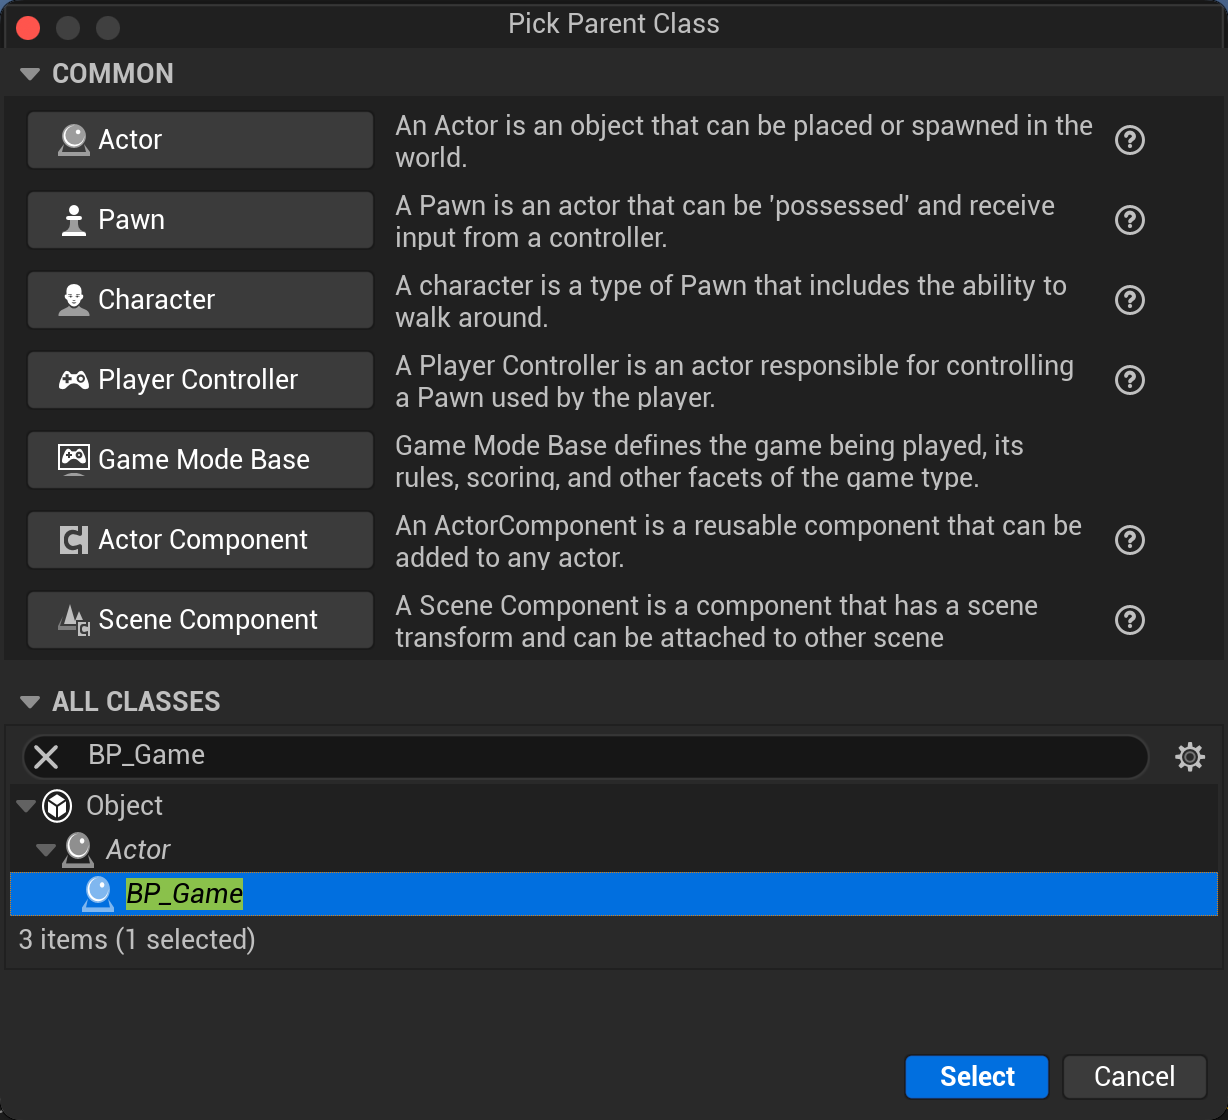 Pick Parent Class
COMMON
Actor
An Actor is an object that can be placed or spawned in the
world.
Pawn
A Pawn is an actor that can be 'possessed' and receive
input from a controller.
Character
A character is a type of Pawn that includes the ability to
walk around.
Player Controller
A Player Controller is an actor responsible for controlling
a Pawn used by the player.
Game Mode Base
Game Mode Base defines the game being played, its
rules, scoring, and other facets of the game type.
Actor Component
An ActorComponent is a reusable component that can be
added to any actor.
Scene Component
A Scene Component is a component that has a scene
transform and can be attached to other scene
ALL CLASSES
BP_Game
Object
Actor
BP_Game
3 items (1 selected)
Select
Cancel